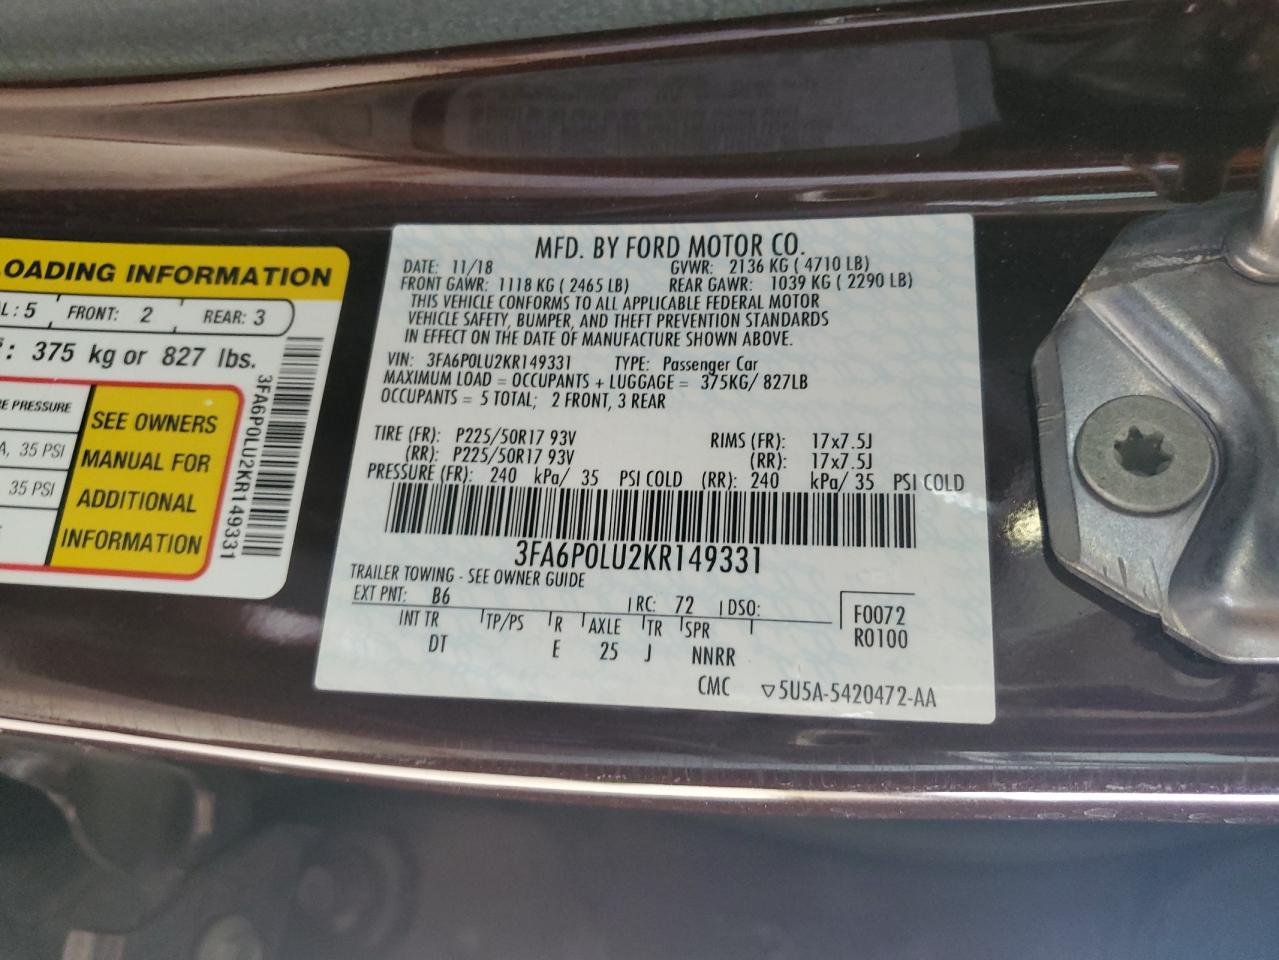 OADING INFORMATION
AL: 5 FRONT: 2 REAR: 3
: 375 kg or 827 lbs.
E PRESSURE
A, 35 PSI
35 PSI
SEE OWNERS
MANUAL FOR
ADDITIONAL
INFORMATION
3FA6P0LU2KR149331
MFD. BY FORD MOTOR CO.
DATE: 11/18 GVWR: 2136 KG ( 4710 LB)
FRONT GAWR: 1118 KG ( 2465 LB) REAR GAWR: 1039 KG ( 2290 LB)
THIS VEHICLE CONFORMS TO ALL APPLICABLE FEDERAL MOTOR
VEHICLE SAFETY, BUMPER, AND THEFT PREVENTION STANDARDS
IN EFFECT ON THE DATE OF MANUFACTURE SHOWN ABOVE.
VIN: 3FA6P0LU2KR149331 TYPE: Passenger Car
MAXIMUM LOAD = OCCUPANTS + LUGGAGE = 375KG/ 827LB
OCCUPANTS = 5 TOTAL; 2 FRONT, 3 REAR
TIRE (FR): P225/50R17 93V RIMS (FR): 17x7.5J
(RR): P225/50R17 93V (RR): 17x7.5J
PRESSURE (FR): 240 kPa/ 35 PSI COLD (RR): 240 kPa/ 35 PSI COLD
3FA6P0LU2KR149331
TRAILER TOWING - SEE OWNER GUIDE
EXT PNT: B6 RC: 72 DSO: F0072
INT TR TP/PS R AXLE TR SPR R0100
DT E 25 J NNRR
CMC ▽5U5A-5420472-AA